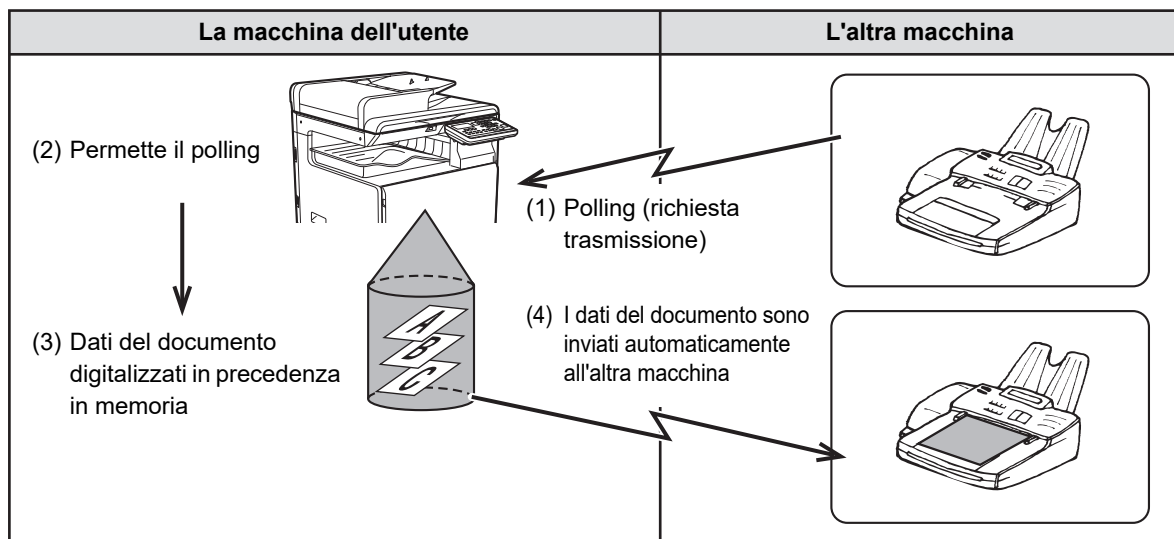 La macchina dell'utente
L'altra macchina
(2) Permette il polling
(1) Polling (richiesta
trasmissione)
(3) Dati del documento
digitalizzati in precedenza
in memoria
A
B
C
(4) I dati del documento sono
inviati automaticamente
all'altra macchina